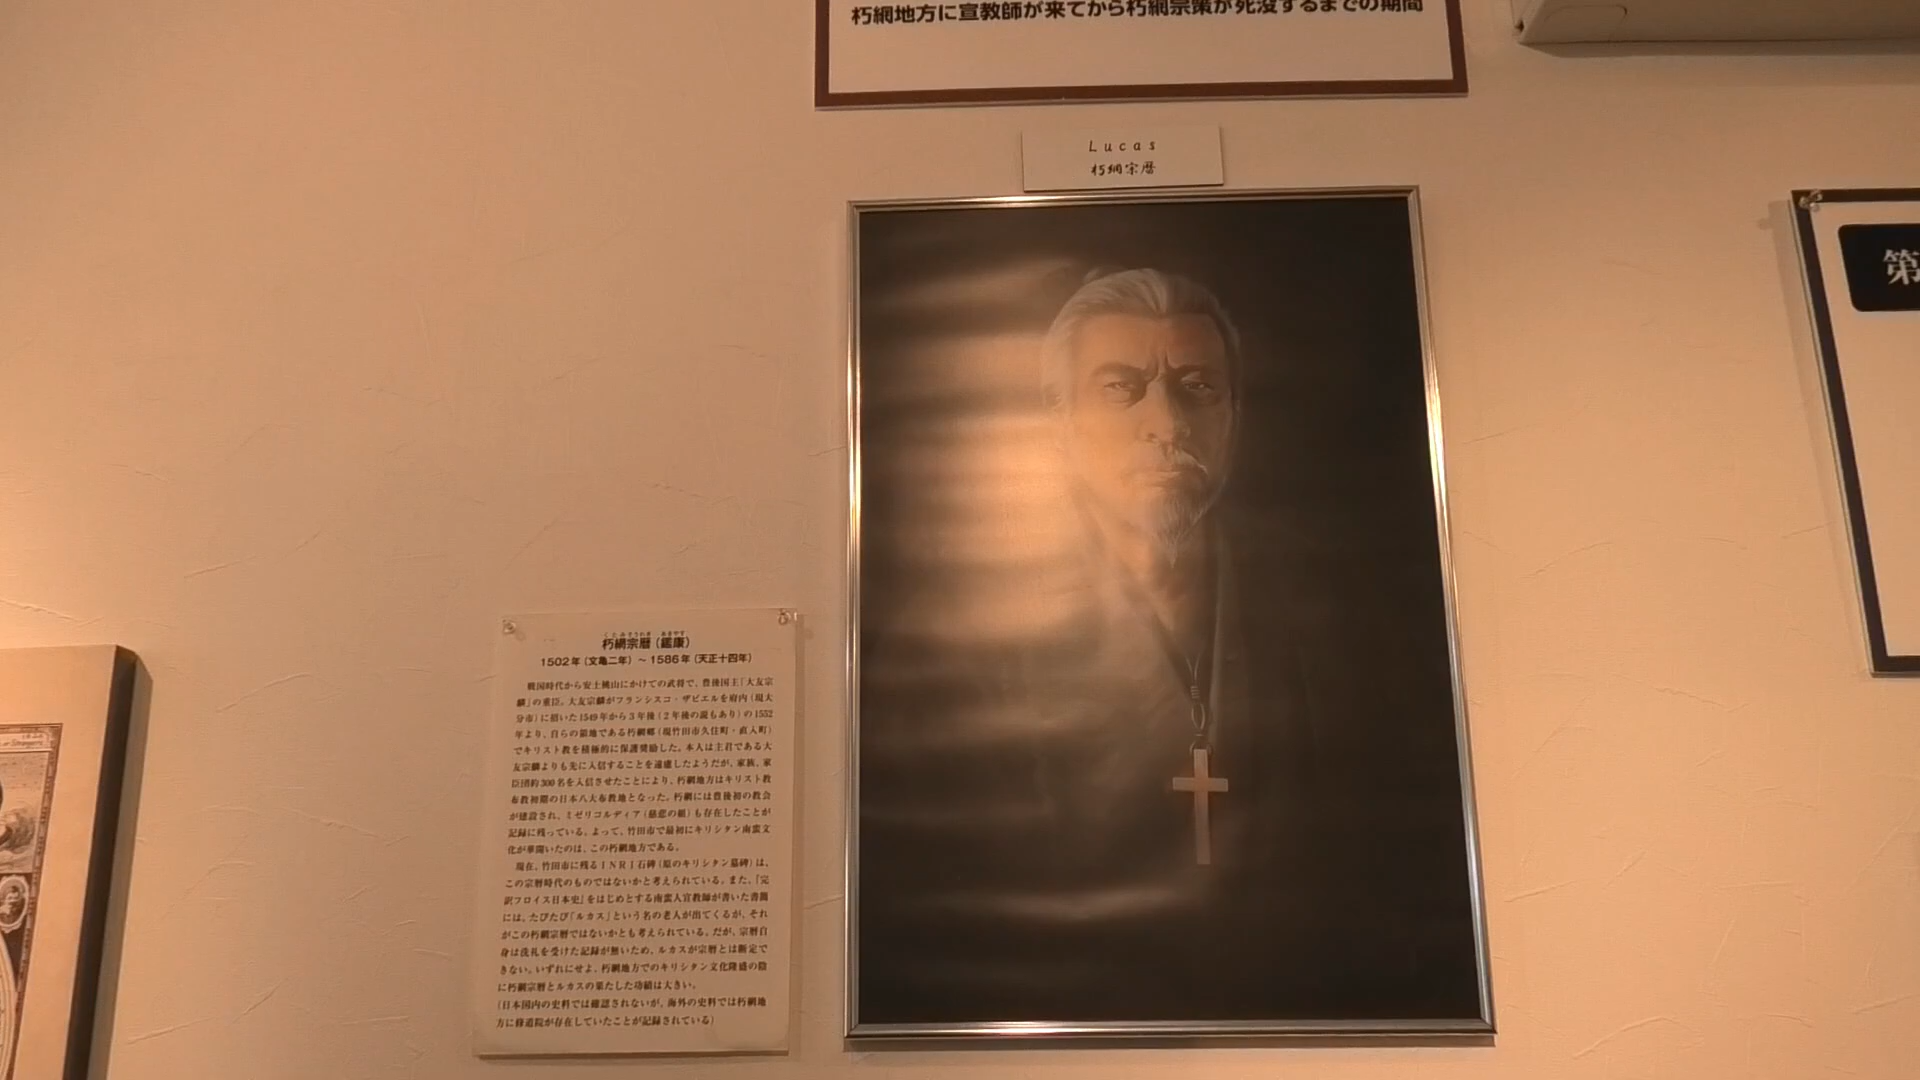 朽網地方に宣教師が来てから朽網宗策が死没するまでの期間
Lucas
朽網宗暦
第
くたみそうれき　あきやす
朽網宗暦（鑑康）
1502年（文亀二年）～1586年（天正十四年）
戦国時代から安土桃山にかけての武将で、豊後国主「大友宗
麟」の重臣。大友宗麟がフランシスコ・ザビエルを府内（現大
分市）に招いた1549年から3年後（2年後の説もあり）の1552
年より、自らの領地である朽網郷（現竹田市久住町・直入町）
でキリスト教を積極的に保護奨励した。本人は主君である大
友宗麟よりも先に入信することを遠慮したようだが、家族、家
臣団約300名を入信させたことにより、朽網地方はキリスト教
布教初期の日本八大布教地となった。朽網には豊後初の教会
が建設され、ミゼリコルディア（慈悲の組）も存在したことが
記録に残っている。よって、竹田市で最初にキリシタン南蛮文
化が華開いたのは、この朽網地方である。
現在、竹田市に残るINRI石碑（原のキリシタン墓碑）は、
この宗暦時代のものではないかと考えられている。また、『完
訳フロイス日本史』をはじめとする南蛮人宣教師が書いた書簡
には、たびたび「ルカス」という名の老人が出てくるが、それ
がこの朽網宗暦ではないかとも考えられている。だが、宗暦自
身は洗礼を受けた記録が無いため、ルカスが宗暦とは断定で
きない。いずれにせよ、朽網地方でのキリシタン文化隆盛の陰
に朽網宗暦とルカスの果たした功績は大きい。
（日本国内の史料では確認されないが、海外の史料では朽網地
方に修道院が存在していたことが記録されている）